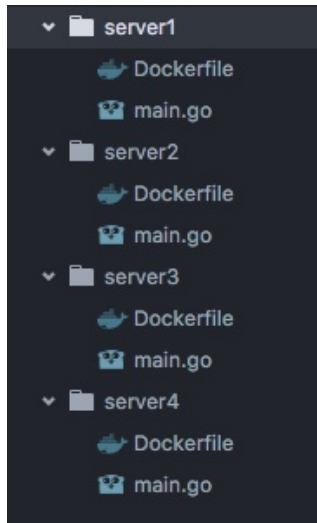 server1
Dockerfile
main.go
server2
Dockerfile
main.go
server3
Dockerfile
main.go
server4
Dockerfile
main.go